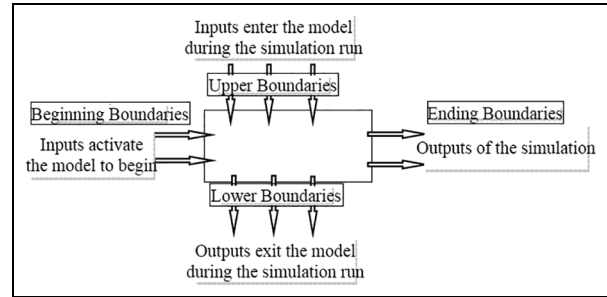 Inputs enter the model
during the simulation run
Upper Boundaries
Beginning Boundaries
Inputs activate
the model to begin
Ending Boundaries
Outputs of the simulation
Lower Boundaries
Outputs exit the model
during the simulation run